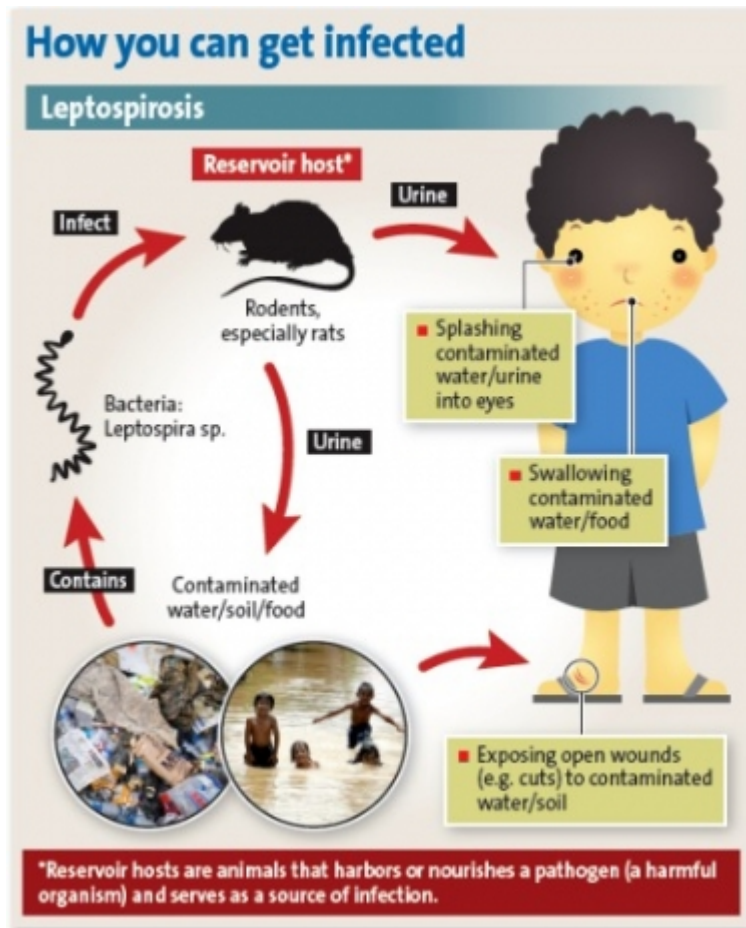 How you can get infected
Leptospirosis
Reservoir host*
Infect
Urine
Rodents,
especially rats
Splashing
contaminated
water/urine
into eyes
Bacteria:
Leptospira sp.
Urine
Swallowing
contaminated
water/food
Contains
Contaminated
water/soil/food
Exposing open wounds
(e.g. cuts) to contaminated
water/soil
*Reservoir hosts are animals that harbors or nourishes a pathogen (a harmful
organism) and serves as a source of infection.